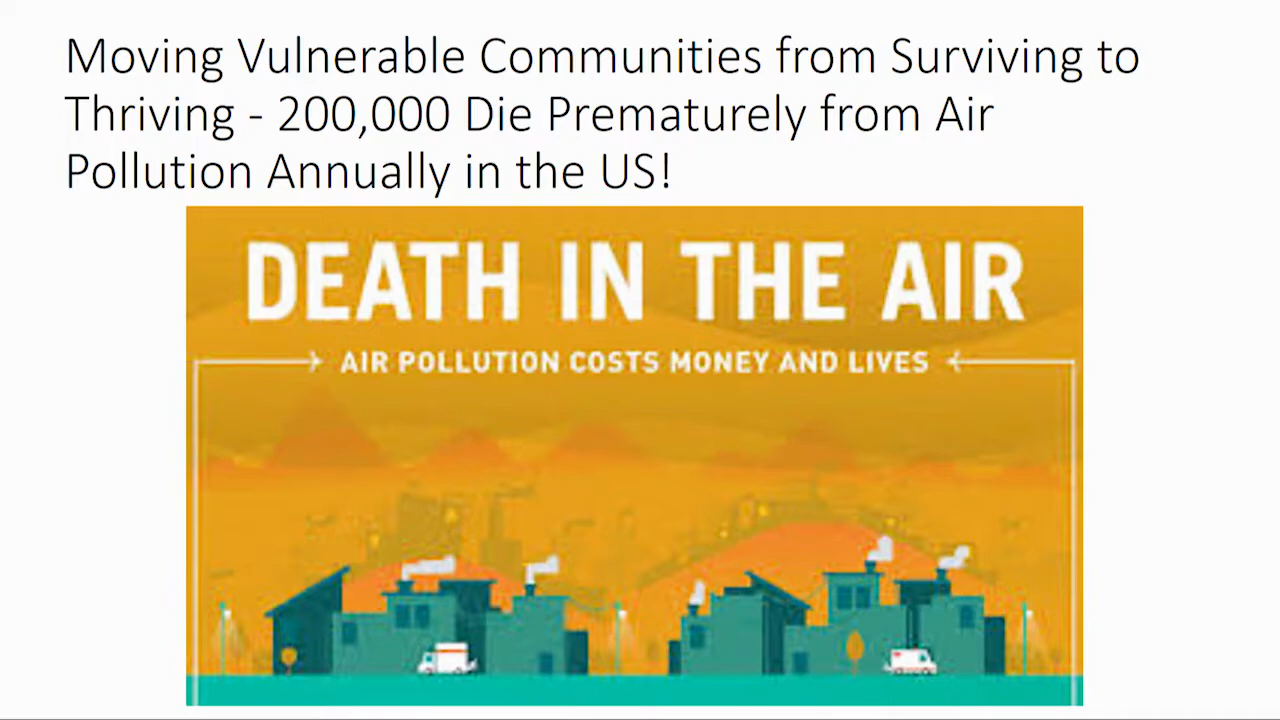 Moving Vulnerable Communities from Surviving to
Thriving - 200,000 Die Prematurely from Air
Pollution Annually in the US!
DEATH IN THE AIR
AIR POLLUTION COSTS MONEY AND LIVES